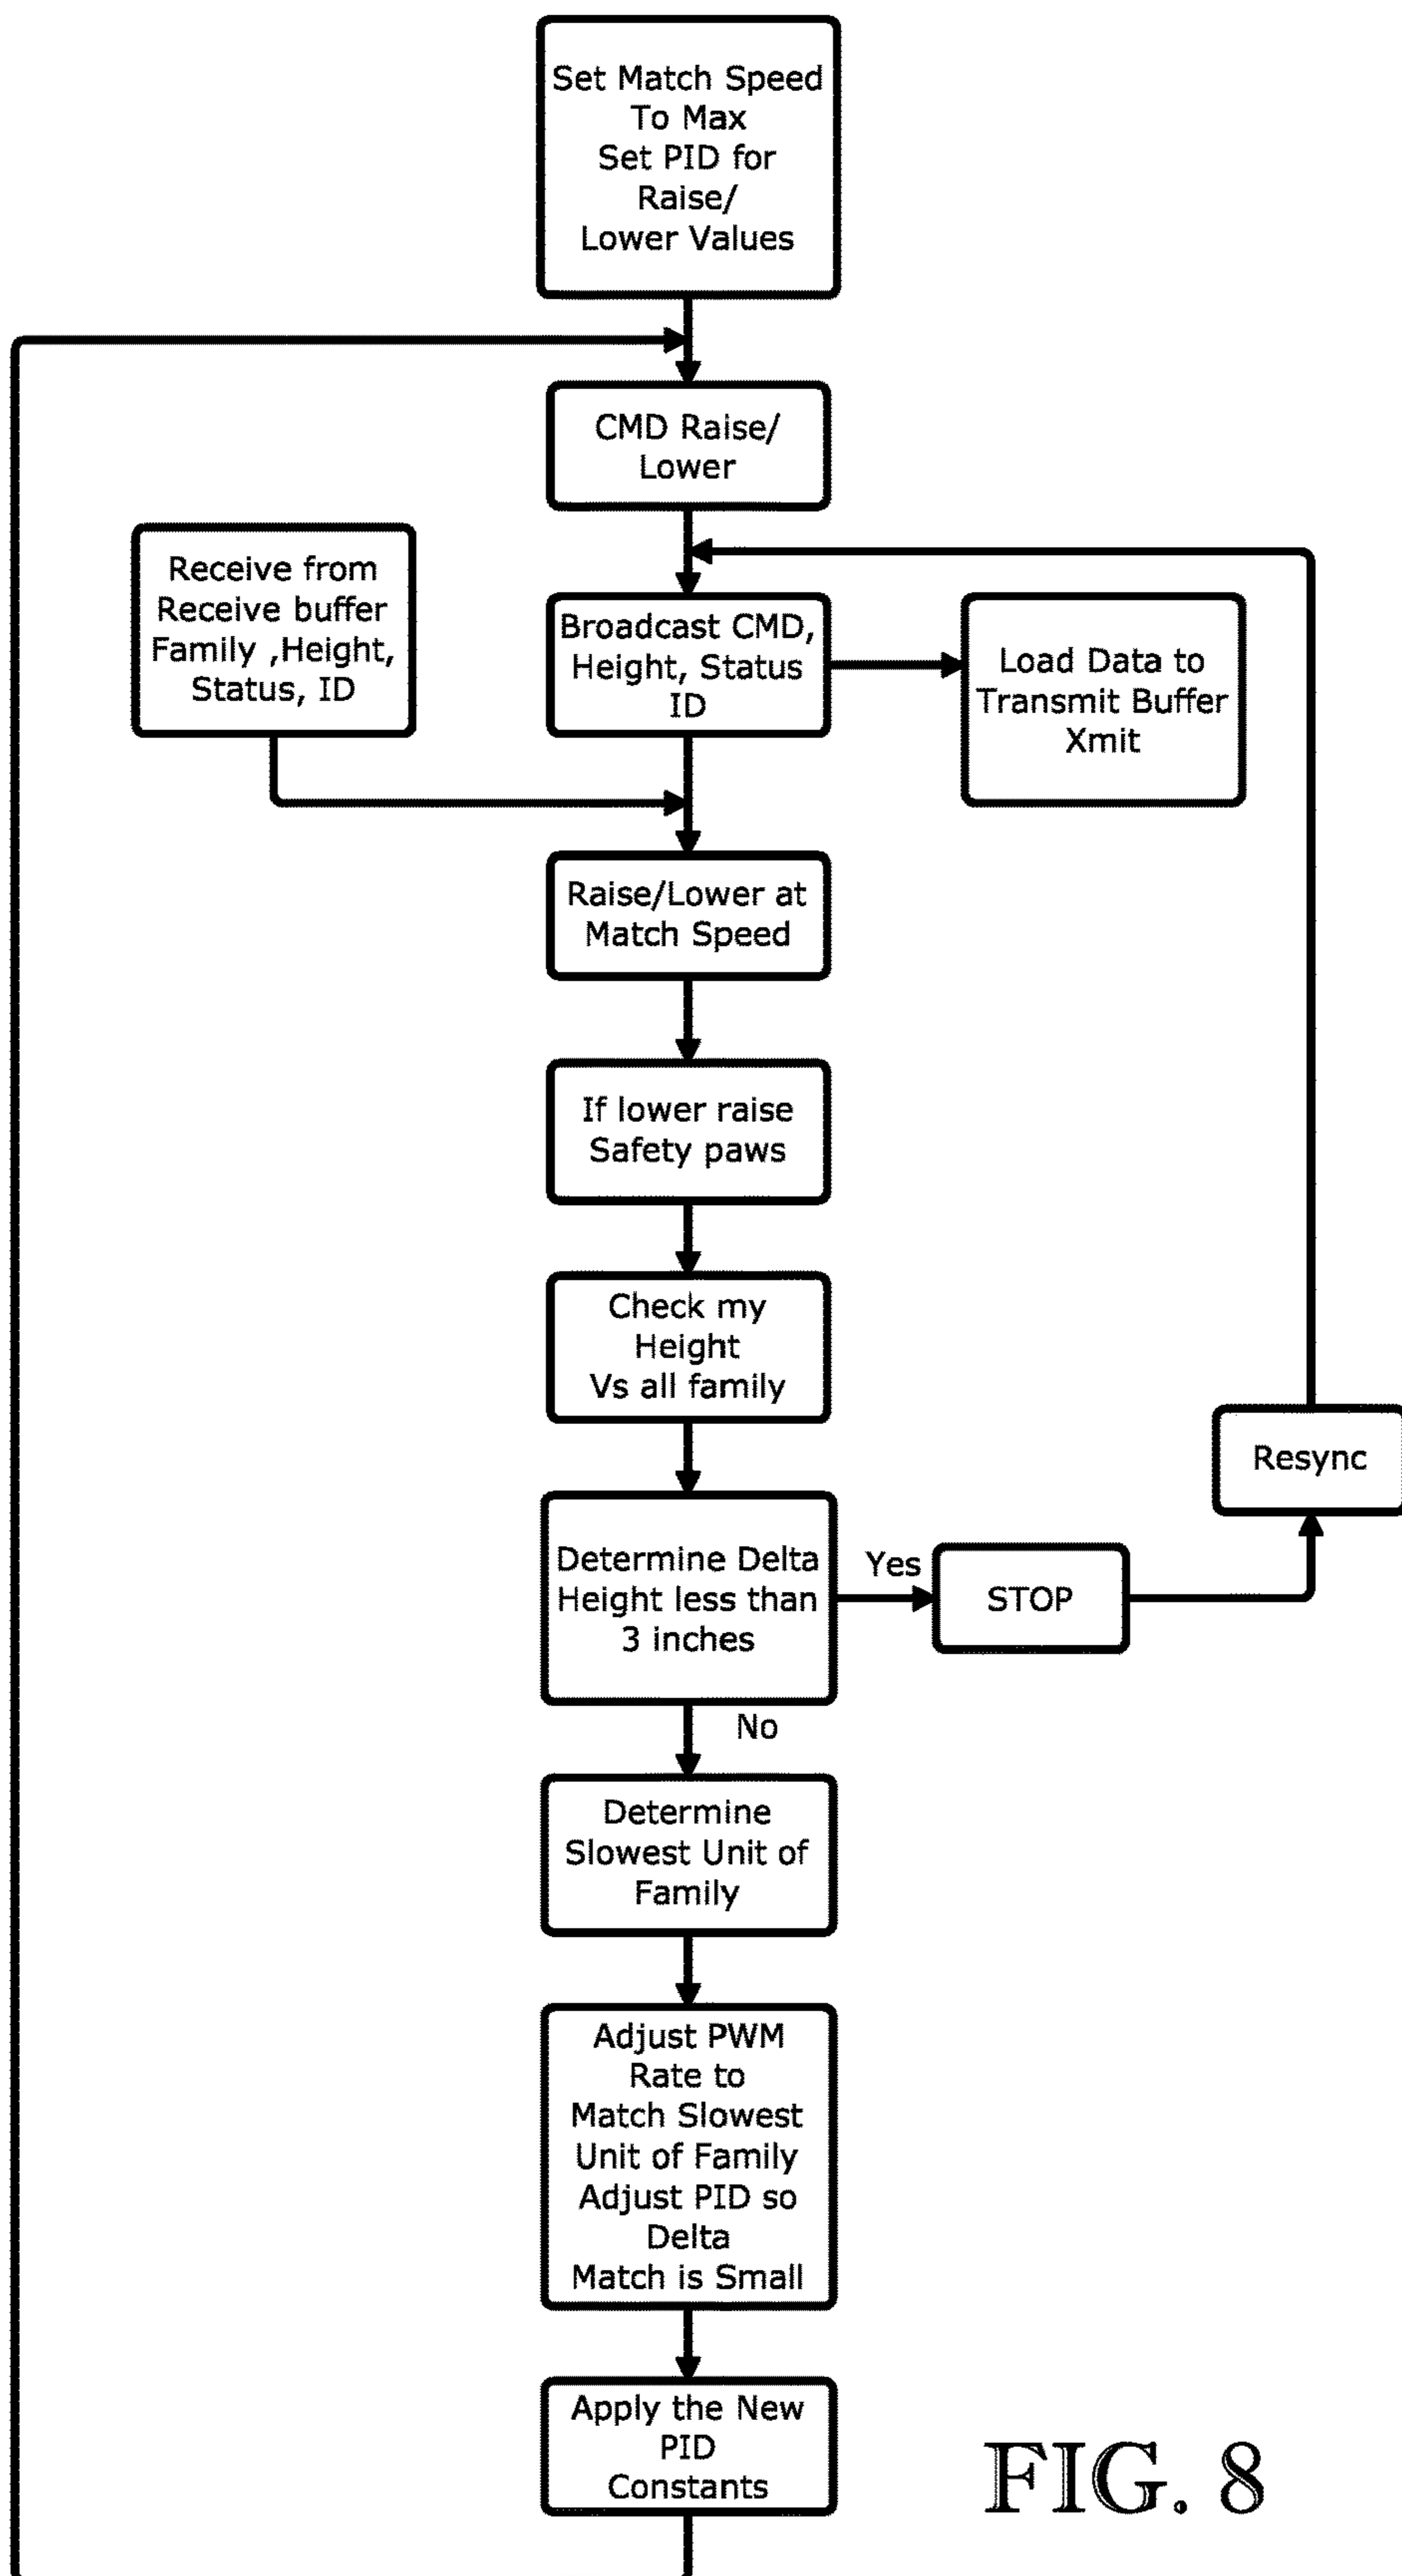 Set Match Speed
To Max
Set PID for
Raise/
Lower Values
CMD Raise/
Lower
Receive from
Receive buffer
Family ,Height,
Status, ID
Broadcast CMD,
Height, Status
ID
Load Data to
Transmit Buffer
Xmit
Raise/Lower at
Match Speed
If lower raise
Safety paws
Check my
Height
Vs all family
Determine Delta
Height less than
3 inches
Yes
STOP
Resync
No
Determine
Slowest Unit of
Family
Adjust PWM
Rate to
Match Slowest
Unit of Family
Adjust PID so
Delta
Match is Small
Apply the New
PID
Constants
FIG. 8